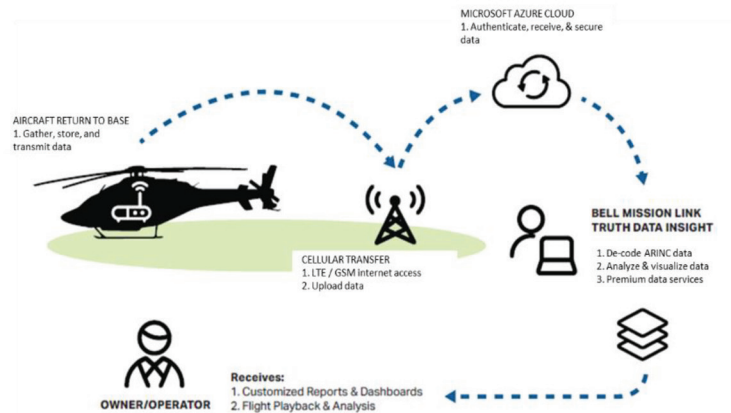 MICROSOFT AZURE CLOUD
1. Authenticate, receive, & secure
data
AIRCRAFT RETURN TO BASE
1. Gather, store, and
transmit data
BELL MISSION LINK
TRUTH DATA INSIGHT
1. De-code ARINC data
2. Analyze & visualize data
3. Premium data services
CELLULAR TRANSFER
1. LTE / GSM internet access
2. Upload data
OWNER/OPERATOR
Receives:
1. Customized Reports & Dashboards
2. Flight Playback & Analysis